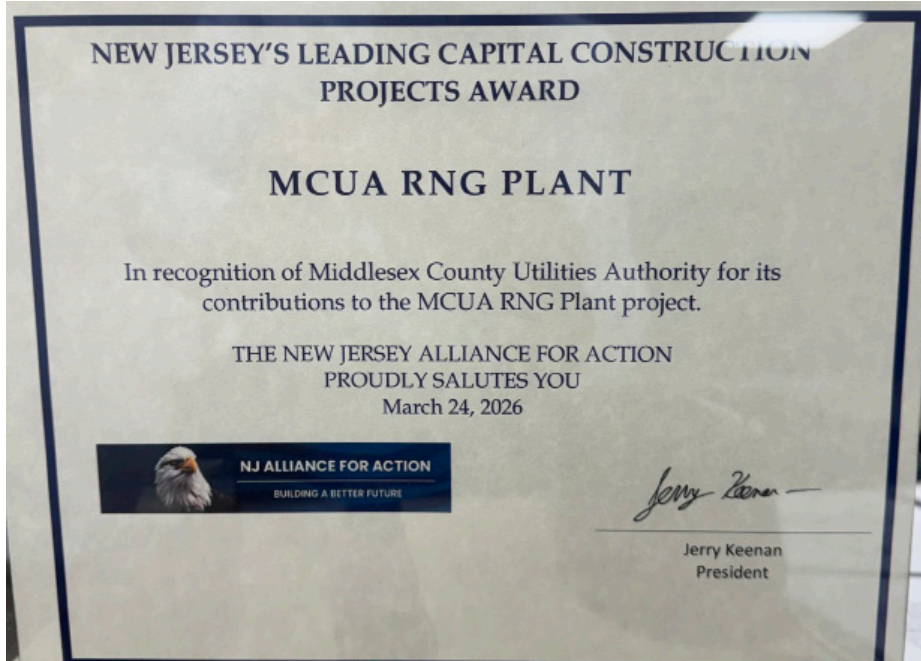 NEW JERSEY'S LEADING CAPITAL CONSTRUCTION
PROJECTS AWARD
MCUA RNG PLANT
In recognition of Middlesex County Utilities Authority for its
contributions to the MCUA RNG Plant project.
THE NEW JERSEY ALLIANCE FOR ACTION
PROUDLY SALUTES YOU
March 24, 2026
NJ ALLIANCE FOR ACTION
BUILDING A BETTER FUTURE
Jerry Keenan
Jerry Keenan
President